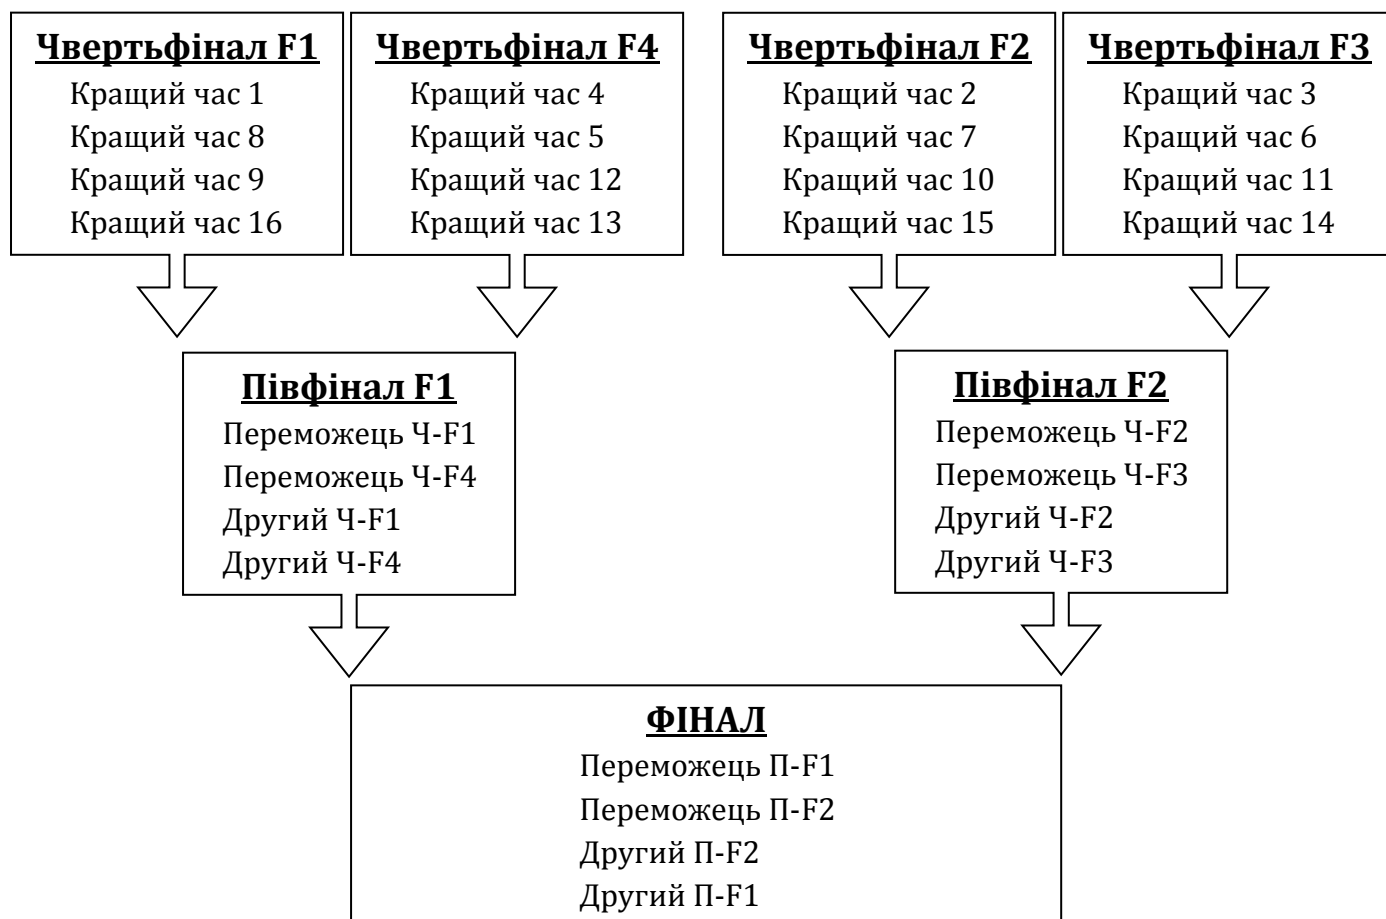 Чвертьфінал F1
Кращий час 1
Кращий час 8
Кращий час 9
Кращий час 16
Чвертьфінал F4
Кращий час 4
Кращий час 5
Кращий час 12
Кращий час 13
Чвертьфінал F2
Кращий час 2
Кращий час 7
Кращий час 10
Кращий час 15
Чвертьфінал F3
Кращий час 3
Кращий час 6
Кращий час 11
Кращий час 14
Півфінал F1
Переможець Ч-F1
Переможець Ч-F4
Другий Ч-F1
Другий Ч-F4
Півфінал F2
Переможець Ч-F2
Переможець Ч-F3
Другий Ч-F2
Другий Ч-F3
ФІНАЛ
Переможець П-F1
Переможець П-F2
Другий П-F2
Другий П-F1